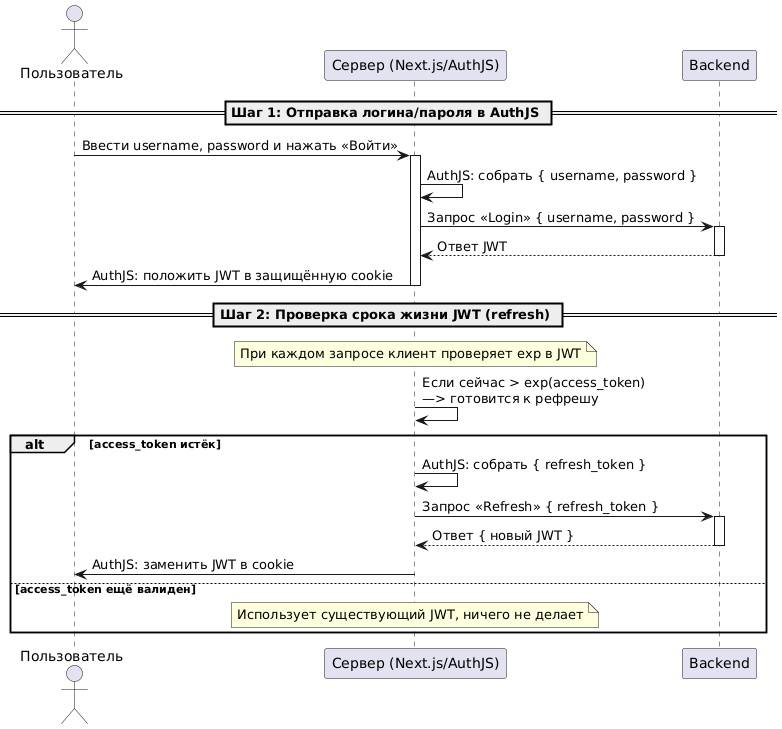 Пользователь
Сервер (Next.js/AuthJS)
Backend
Шаг 1: Отправка логина/пароля в AuthJS
Ввести username, password и нажать «Войти»
AuthJS: собрать { username, password }
Запрос «Login» { username, password }
Ответ JWT
AuthJS: положить JWT в защищённую cookie
Шаг 2: Проверка срока жизни JWT (refresh)
При каждом запросе клиент проверяет exp в JWT
Если сейчас > exp(access_token)
—> готовится к рефрешу
alt
[access_token истёк]
AuthJS: собрать { refresh_token }
Запрос «Refresh» { refresh_token }
Ответ { новый JWT }
AuthJS: заменить JWT в cookie
[access_token ещё валиден]
Использует существующий JWT, ничего не делает
Пользователь
Сервер (Next.js/AuthJS)
Backend